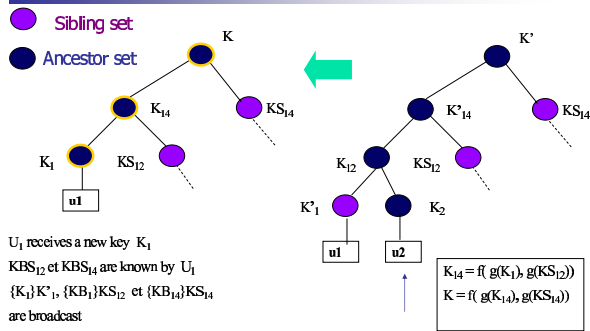 Sibling set
Ancestor set
K
K14
KS14
K1
KS12
u1
K'
K'14
KS14
K12
KS12
K'1
K2
u1
u2
U1 receives a new key K1
KBS12 et KBS14 are known by U1
{K1}K'1, {KB1}KS12 et {KB14}KS14
are broadcast
K14 = f( g(K1), g(KS12))
K = f( g(K14), g(KS14))